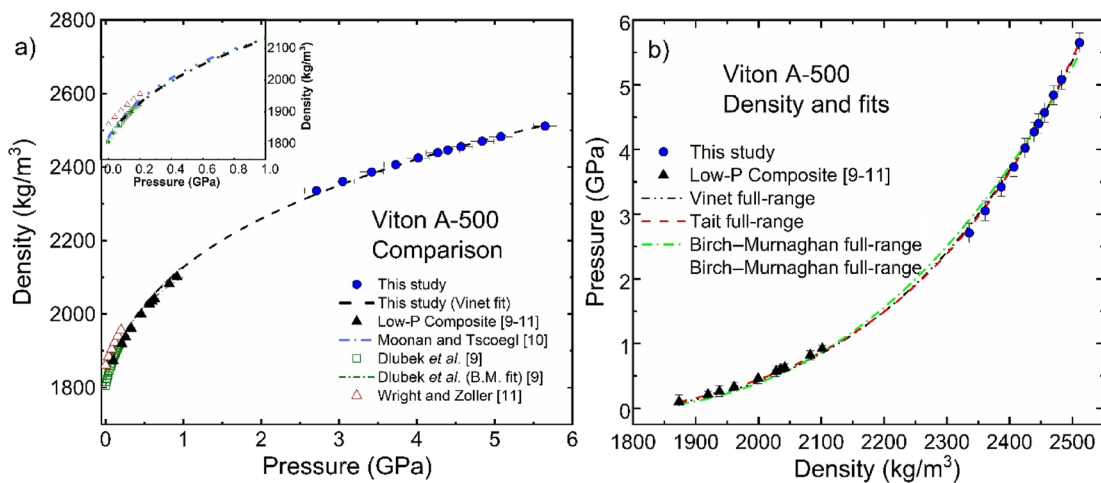 a)
2800
2600
2400
2200
2000
1800
Density (kg/m³)
0
1
2
3
4
5
6
Pressure (GPa)
2100
2000
1900
1800
Density (kg/m³)
0.0
0.2
0.4
0.6
0.8
1.0
Pressure (GPa)
Viton A-500
Comparison
This study
This study (Vinet fit)
Low-P Composite [9-11]
Moonan and Tscoegl [10]
Dlubek et al. [9]
Dlubek et al. (B.M. fit) [9]
Wright and Zoller [11]
b)
6
5
4
3
2
1
0
Pressure (GPa)
1800
1900
2000
2100
2200
2300
2400
2500
Density (kg/m³)
Viton A-500
Density and fits
This study
Low-P Composite [9-11]
Vinet full-range
Tait full-range
Birch–Murnaghan full-range
Birch–Murnaghan full-range